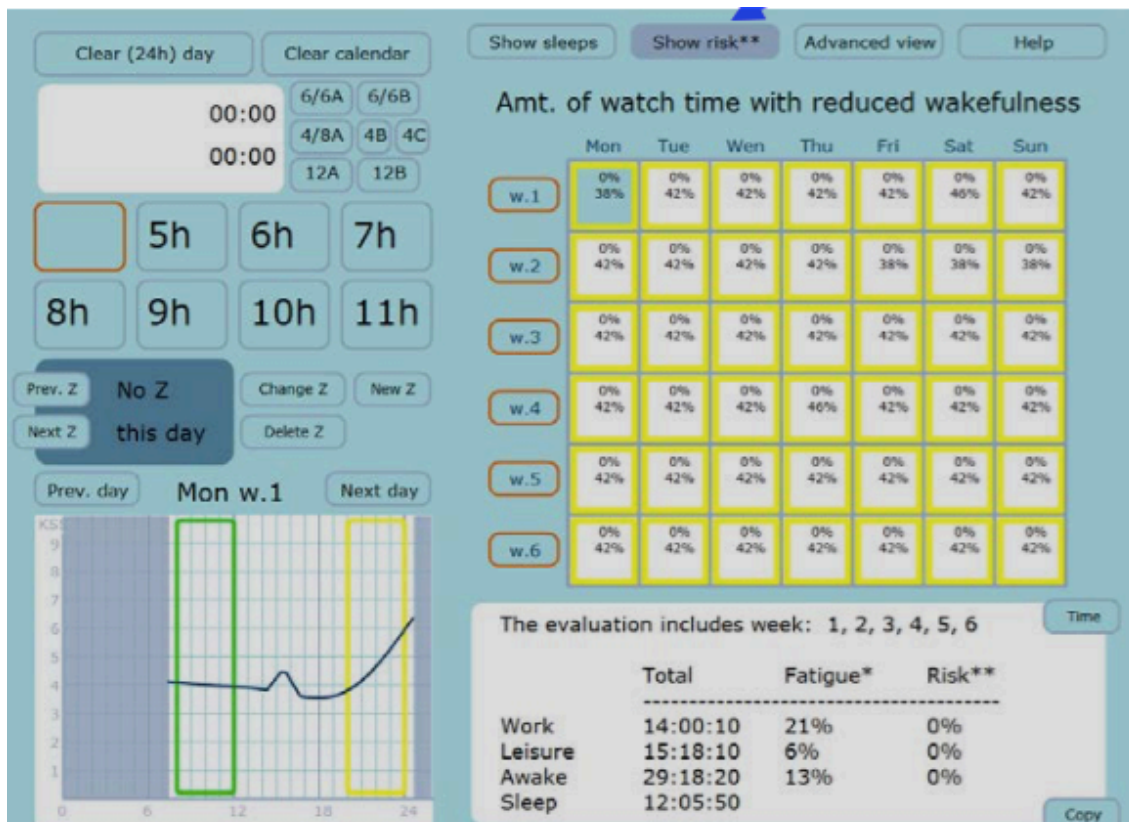 Clear (24h) day
Clear calendar
00:00
00:00
6/6A 6/6B
4/8A 4B 4C
12A 12B
5h 6h 7h
8h 9h 10h 11h
Prev. Z
Next Z
No Z
this day
Change Z New Z
Delete Z
Prev. day Mon w.1 Next day
KSS
9
8
7
6
5
4
3
2
1
0 6 12 18 24
Show sleeps Show risk** Advanced view Help
Amt. of watch time with reduced wakefulness
Mon Tue Wen Thu Fri Sat Sun
0% 0% 0% 0% 0% 0% 0%
w.1 38% 42% 42% 42% 42% 46% 42%
0% 0% 0% 0% 0% 0% 0%
w.2 42% 42% 42% 42% 38% 38% 38%
0% 0% 0% 0% 0% 0% 0%
w.3 42% 42% 42% 42% 42% 42% 42%
0% 0% 0% 0% 0% 0% 0%
w.4 42% 42% 42% 46% 42% 42% 42%
0% 0% 0% 0% 0% 0% 0%
w.5 42% 42% 42% 42% 42% 42% 42%
0% 0% 0% 0% 0% 0% 0%
w.6 42% 42% 42% 42% 42% 42% 42%
The evaluation includes week: 1, 2, 3, 4, 5, 6
Time
Total Fatigue* Risk**
----------------------------------------
Work 14:00:10 21% 0%
Leisure 15:18:10 6% 0%
Awake 29:18:20 13% 0%
Sleep 12:05:50
Copy